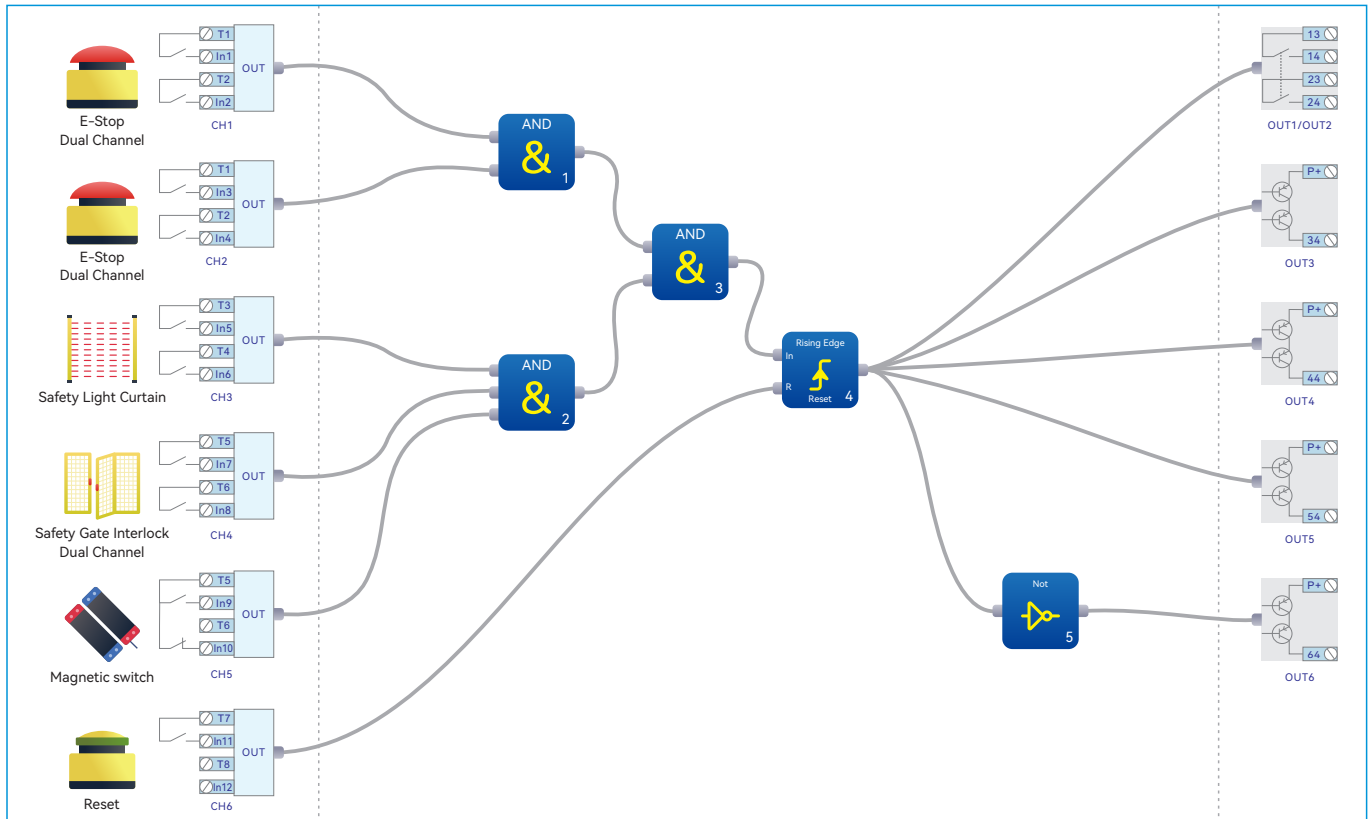 E-Stop
Dual Channel
T1
In1
T2
In2
OUT
CH1
E-Stop
Dual Channel
T1
In3
T2
In4
OUT
CH2
Safety Light Curtain
T3
In5
T4
In6
OUT
CH3
Safety Gate Interlock
Dual Channel
T5
In7
T6
In8
OUT
CH4
Magnetic switch
T5
In9
T6
In10
OUT
CH5
Reset
T7
In11
T8
In12
OUT
CH6
AND
&
1
AND
&
2
AND
&
3
Rising Edge
In
R
Reset
4
Not
5
13
14
23
24
OUT1/OUT2
P+
34
OUT3
P+
44
OUT4
P+
54
OUT5
P+
64
OUT6